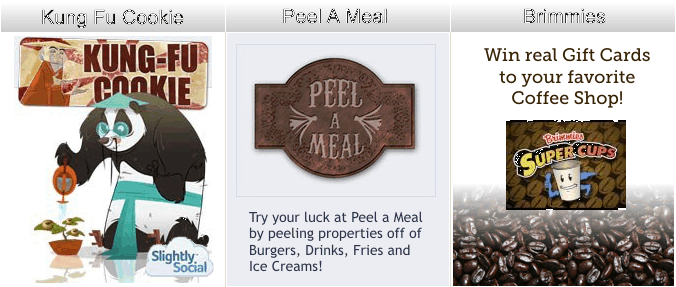 Kung Fu Cookie
KUNG-FU
COOKIE
Slightly
Social
Peel A Meal
PEEL
A
MEAL
Try your luck at Peel a Meal
by peeling properties off of
Burgers, Drinks, Fries and
Ice Creams!
Brimmies
Win real Gift Cards
to your favorite
Coffee Shop!
Brimmies
SUPER CUPS